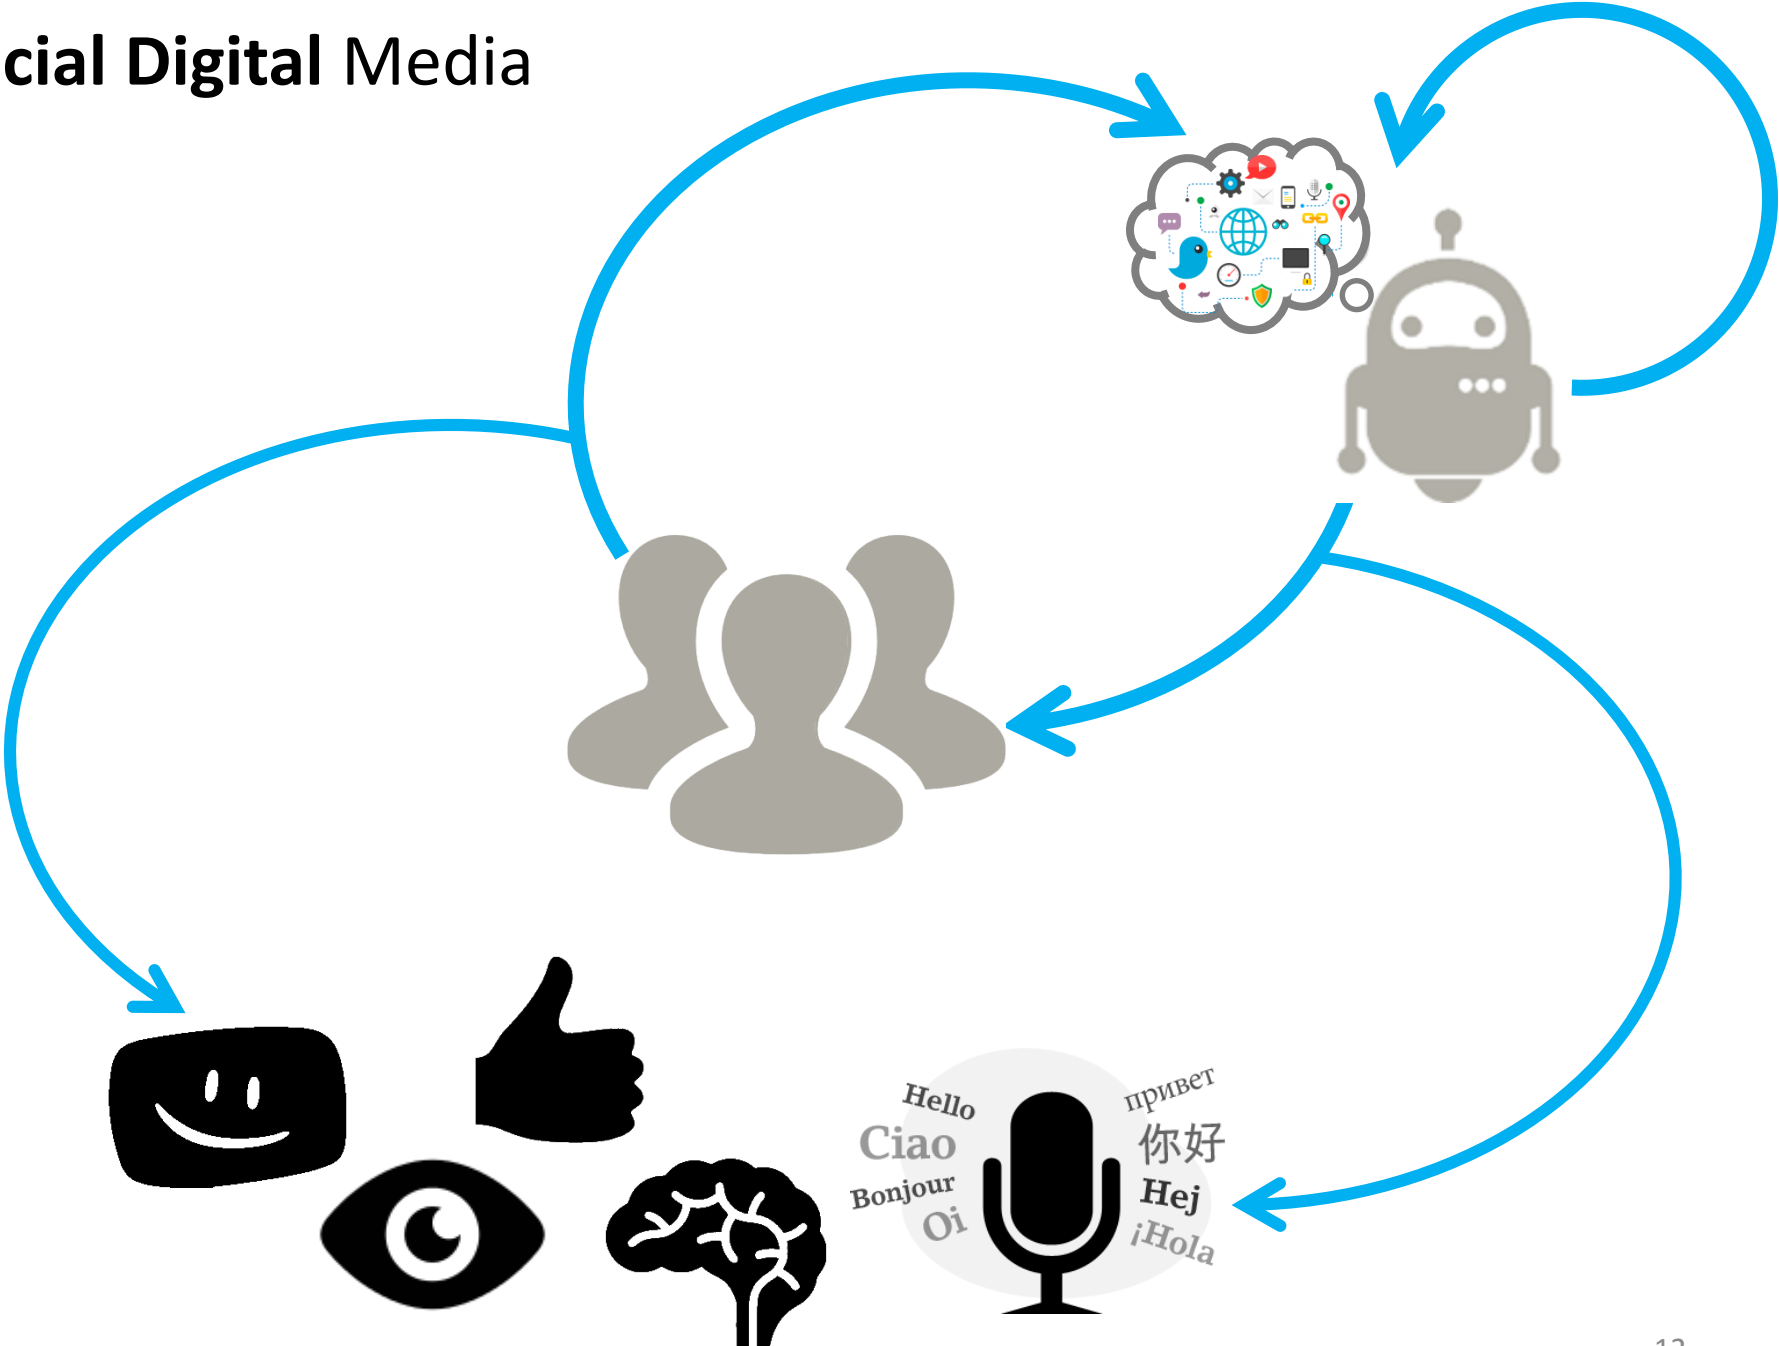 cial Digital Media
Hello
Ciao
Bonjour
Oi
привет
你好
Hej
¡Hola